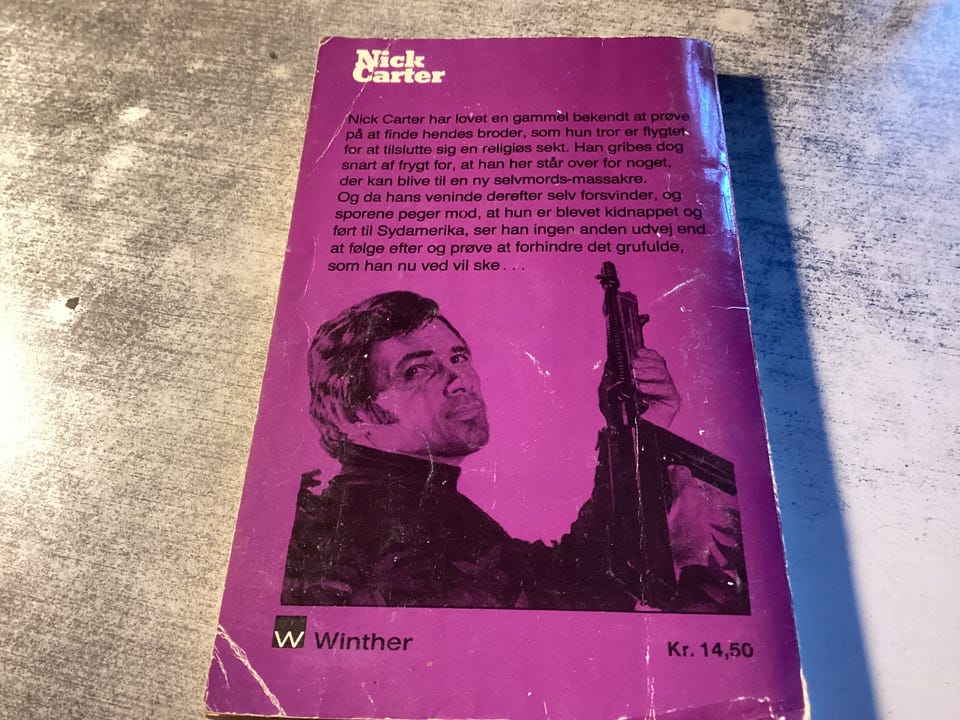 Nick
Carter
Nick Carter har lovet en gammel bekendt at prøve
på at finde hendes broder, som hun tror er flygtet
for at tilslutte sig en religiøs sekt. Han gribes dog
snart af frygt for, at han her står over for noget,
der kan blive til en ny selvmords-massakre.
Og da hans veninde derefter selv forsvinder, og
sporene peger mod, at hun er blevet kidnappet og
ført til Sydamerika, ser han ingen anden udvej end
at følge efter og prøve at forhindre det grufulde,
som han nu ved vil ske . . .
W Winther
Kr. 14,50